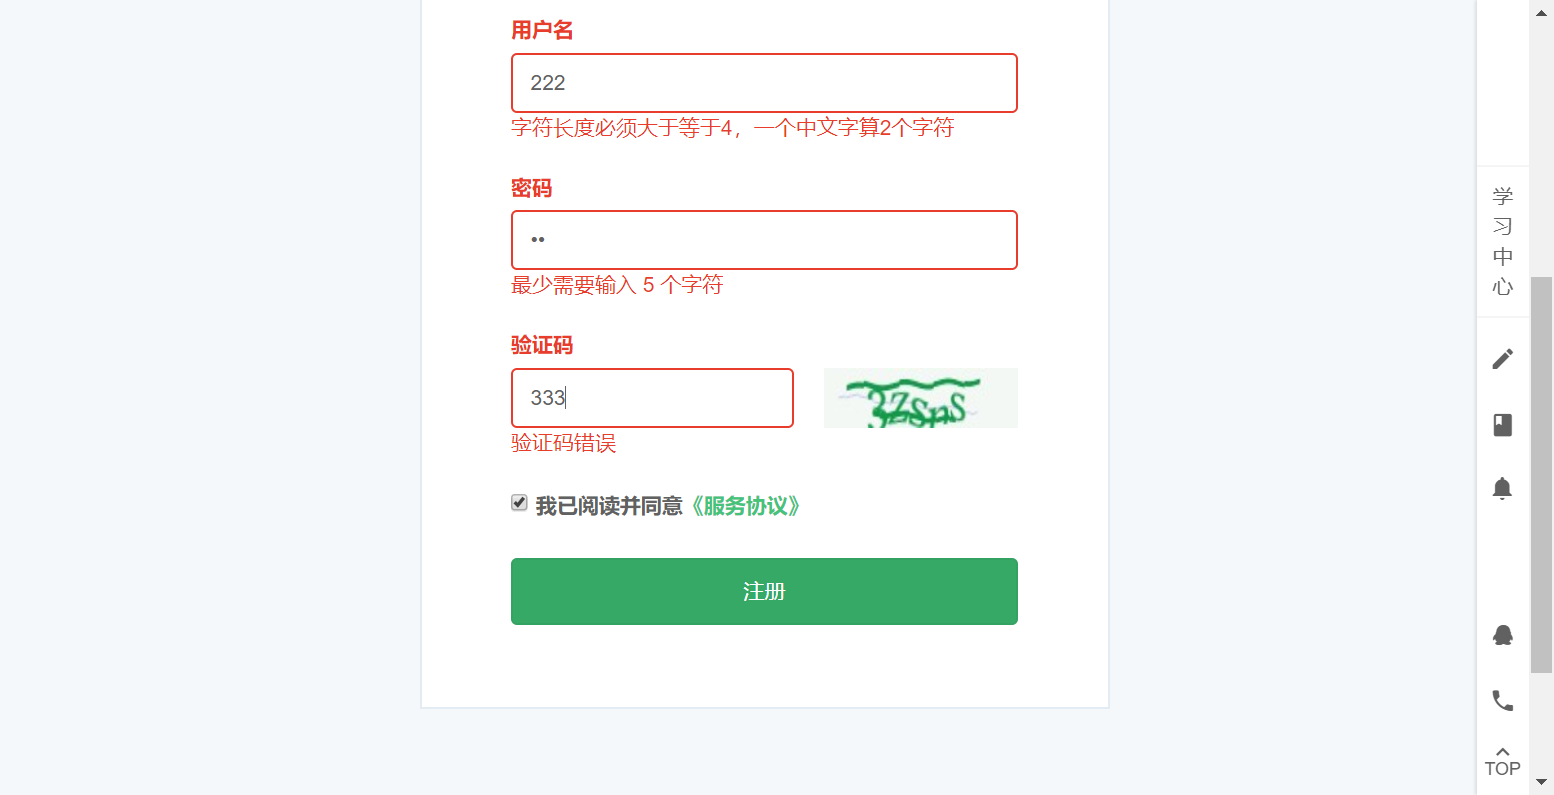 用户名
222
字符长度必须大于等于4，一个中文字算2个字符
密码
••
最少需要输入 5 个字符
验证码
333
3ZSnS
验证码错误
我已阅读并同意《服务协议》
注册
学
习
中
心
TOP